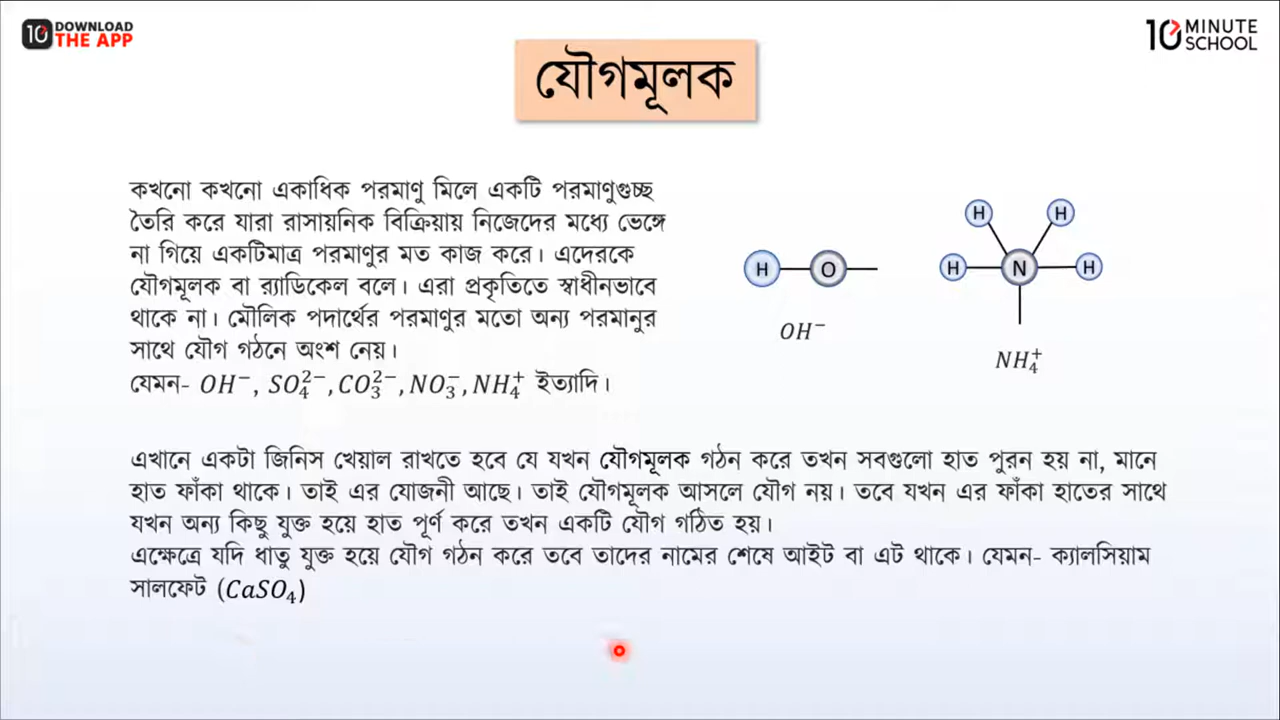 DOWNLOAD
THE APP
10 MINUTE
SCHOOL
যৌগমূলক
কখনো কখনো একাধিক পরমাণু মিলে একটি পরমাণুগুচ্ছ
তৈরি করে যারা রাসায়নিক বিক্রিয়ায় নিজেদের মধ্যে ভেঙ্গে
না গিয়ে একটিমাত্র পরমাণুর মত কাজ করে। এদেরকে
যৌগমূলক বা র‍্যাডিকেল বলে। এরা প্রকৃতিতে স্বাধীনভাবে
থাকে না। মৌলিক পদার্থের পরমাণুর মতো অন্য পরমানুর
সাথে যৌগ গঠনে অংশ নেয়।
যেমন- OH⁻, SO₄²⁻, CO₃²⁻, NO₃⁻, NH₄⁺ ইত্যাদি।
H O
OH⁻
H H
H N H
NH₄⁺
এখানে একটা জিনিস খেয়াল রাখতে হবে যে যখন যৌগমূলক গঠন করে তখন সবগুলো হাত পুরন হয় না, মানে
হাত ফাঁকা থাকে। তাই এর যোজনী আছে। তাই যৌগমূলক আসলে যৌগ নয়। তবে যখন এর ফাঁকা হাতের সাথে
যখন অন্য কিছু যুক্ত হয়ে হাত পূর্ণ করে তখন একটি যৌগ গঠিত হয়।
এক্ষেত্রে যদি ধাতু যুক্ত হয়ে যৌগ গঠন করে তবে তাদের নামের শেষে আইট বা এট থাকে। যেমন- ক্যালসিয়াম
সালফেট (CaSO₄)